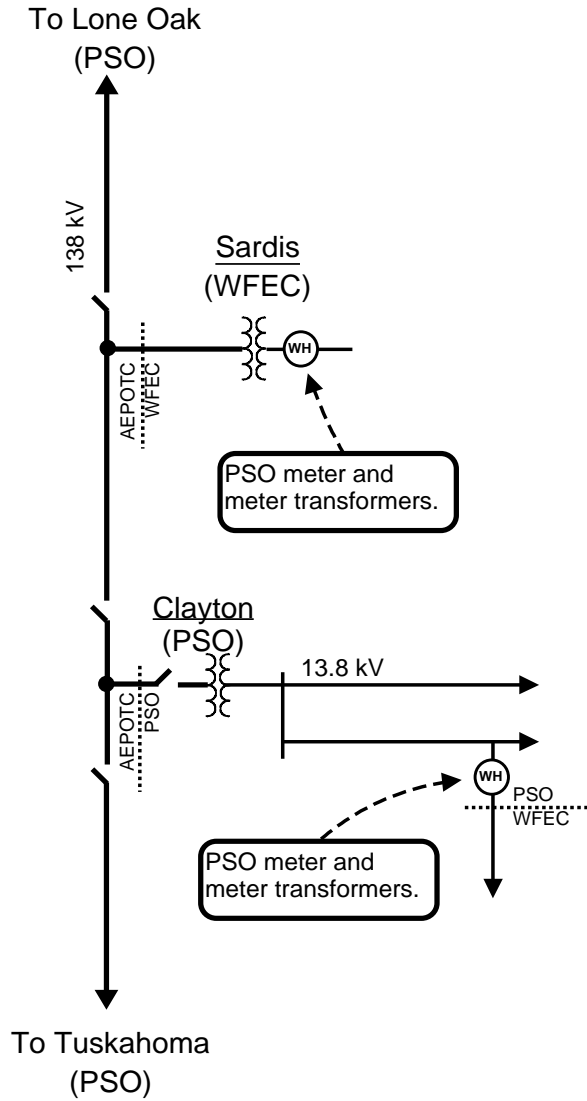 To Lone Oak
(PSO)
138 kV
Sardis
(WFEC)
WH
AEPOTC
WFEC
PSO meter and
meter transformers.
Clayton
(PSO)
13.8 kV
AEPOTC
PSO
WH
PSO
WFEC
PSO meter and
meter transformers.
To Tuskahoma
(PSO)